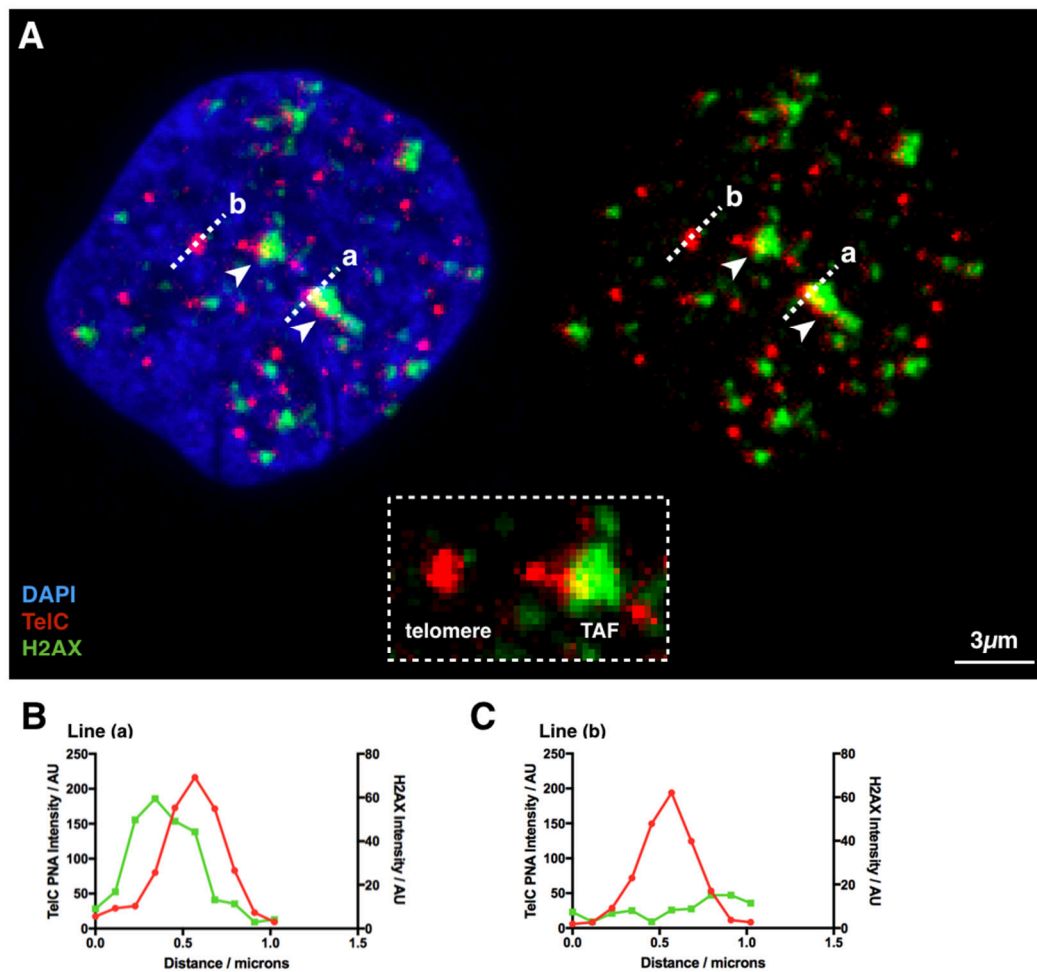 A
b
a
b
a
DAPI
TelC
H2AX
telomere
TAF
3µm
B
Line (a)
TelC PNA Intensity / AU
250
200
150
100
50
0
80
60
40
20
0
H2AX Intensity / AU
0.0
0.5
1.0
1.5
Distance / microns
C
Line (b)
TelC PNA Intensity / AU
250
200
150
100
50
0
80
60
40
20
0
H2AX Intensity / AU
0.0
0.5
1.0
1.5
Distance / microns